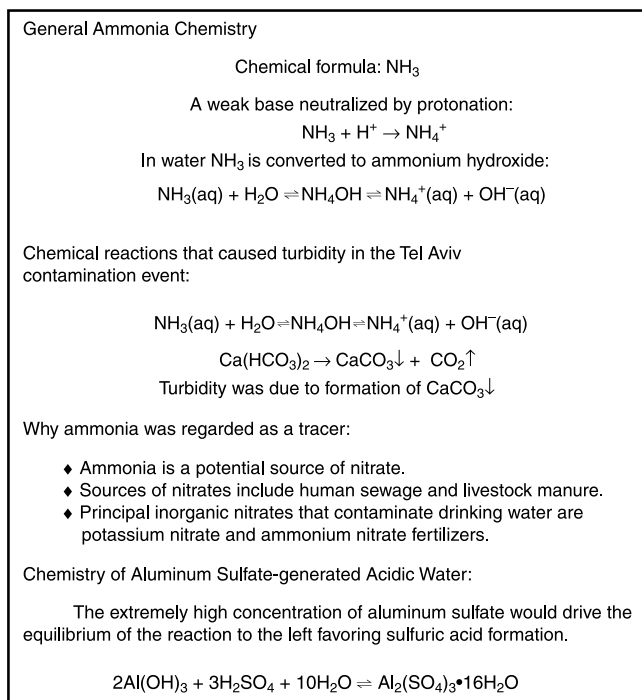 General Ammonia Chemistry
Chemical formula: NH₃
A weak base neutralized by protonation:
NH₃ + H⁺ → NH₄⁺
In water NH₃ is converted to ammonium hydroxide:
NH₃(aq) + H₂O ⇌ NH₄OH ⇌ NH₄⁺(aq) + OH⁻(aq)
Chemical reactions that caused turbidity in the Tel Aviv
contamination event:
NH₃(aq) + H₂O ⇌ NH₄OH ⇌ NH₄⁺(aq) + OH⁻(aq)
Ca(HCO₃)₂ → CaCO₃↓ + CO₂↑
Turbidity was due to formation of CaCO₃↓
Why ammonia was regarded as a tracer:
♦ Ammonia is a potential source of nitrate.
♦ Sources of nitrates include human sewage and livestock manure.
♦ Principal inorganic nitrates that contaminate drinking water are
potassium nitrate and ammonium nitrate fertilizers.
Chemistry of Aluminum Sulfate-generated Acidic Water:
The extremely high concentration of aluminum sulfate would drive the
equilibrium of the reaction to the left favoring sulfuric acid formation.
2Al(OH)₃ + 3H₂SO₄ + 10H₂O ⇌ Al₂(SO₄)₃•16H₂O